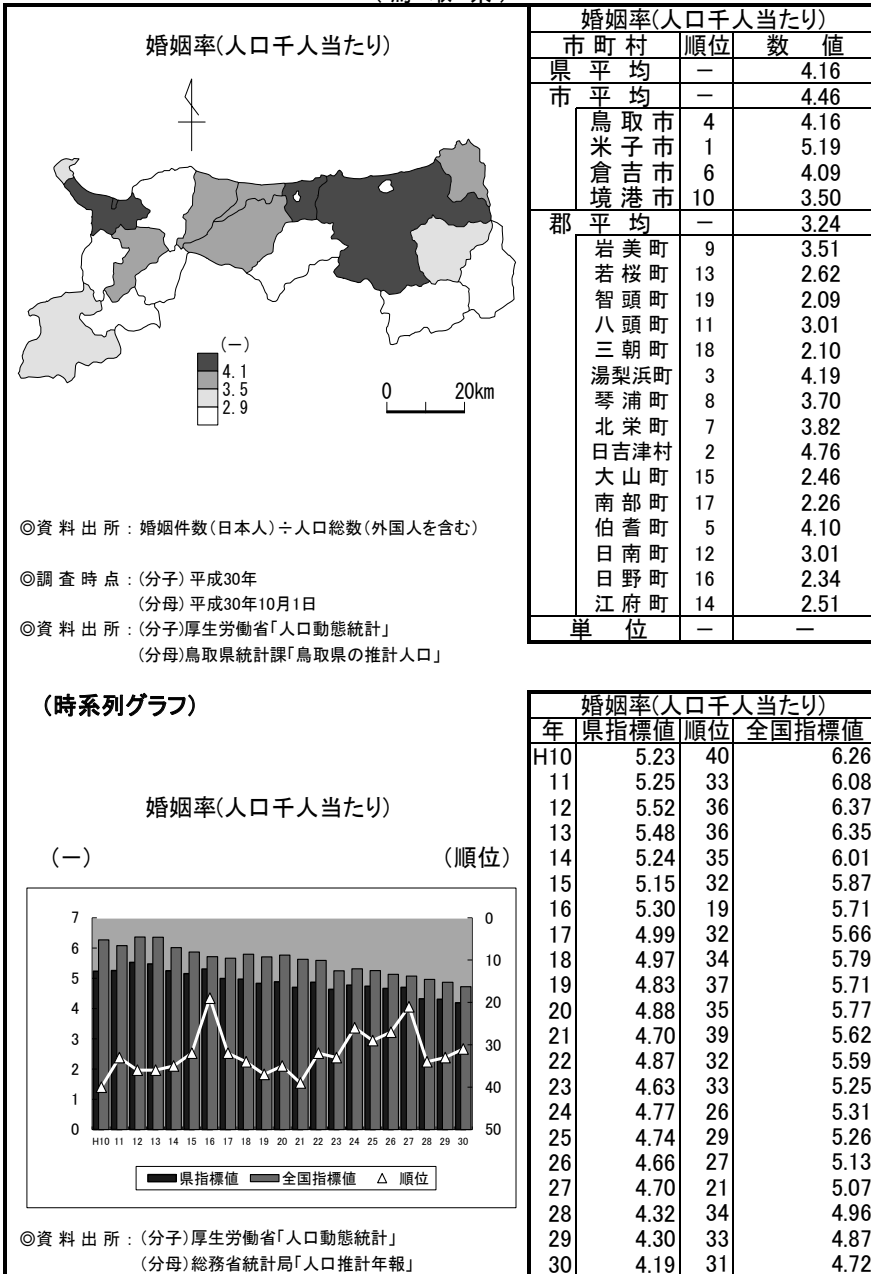 婚姻率(人口千人当たり)
(－)
4.1
3.5
2.9
0 20km
◎資料出所：婚姻件数(日本人)÷人口総数(外国人を含む)
◎調査時点：(分子)平成30年
(分母)平成30年10月1日
◎資料出所：(分子)厚生労働省「人口動態統計」
(分母)鳥取県統計課「鳥取県の推計人口」
婚姻率(人口千人当たり)
市町村 順位 数値
県平均 － 4.16
市平均 － 4.46
鳥取市 4 4.16
米子市 1 5.19
倉吉市 6 4.09
境港市 10 3.50
郡平均 － 3.24
岩美町 9 3.51
若桜町 13 2.62
智頭町 19 2.09
八頭町 11 3.01
三朝町 18 2.10
湯梨浜町 3 4.19
琴浦町 8 3.70
北栄町 7 3.82
日吉津村 2 4.76
大山町 15 2.46
南部町 17 2.26
伯耆町 5 4.10
日南町 12 3.01
日野町 16 2.34
江府町 14 2.51
単位 － －
(時系列グラフ)
婚姻率(人口千人当たり)
(－) (順位)
7 0
6
10
5
4 20
3 30
2
40
1
0 50
H10 11 12 13 14 15 16 17 18 19 20 21 22 23 24 25 26 27 28 29 30
県指標値 全国指標値 順位
◎資料出所：(分子)厚生労働省「人口動態統計」
(分母)総務省統計局「人口推計年報」
婚姻率(人口千人当たり)
年 県指標値 順位 全国指標値
H10 5.23 40 6.26
11 5.25 33 6.08
12 5.52 36 6.37
13 5.48 36 6.35
14 5.24 35 6.01
15 5.15 32 5.87
16 5.30 19 5.71
17 4.99 32 5.66
18 4.97 34 5.79
19 4.83 37 5.71
20 4.88 35 5.77
21 4.70 39 5.62
22 4.87 32 5.59
23 4.63 33 5.25
24 4.77 26 5.31
25 4.74 29 5.26
26 4.66 27 5.13
27 4.70 21 5.07
28 4.32 34 4.96
29 4.30 33 4.87
30 4.19 31 4.72